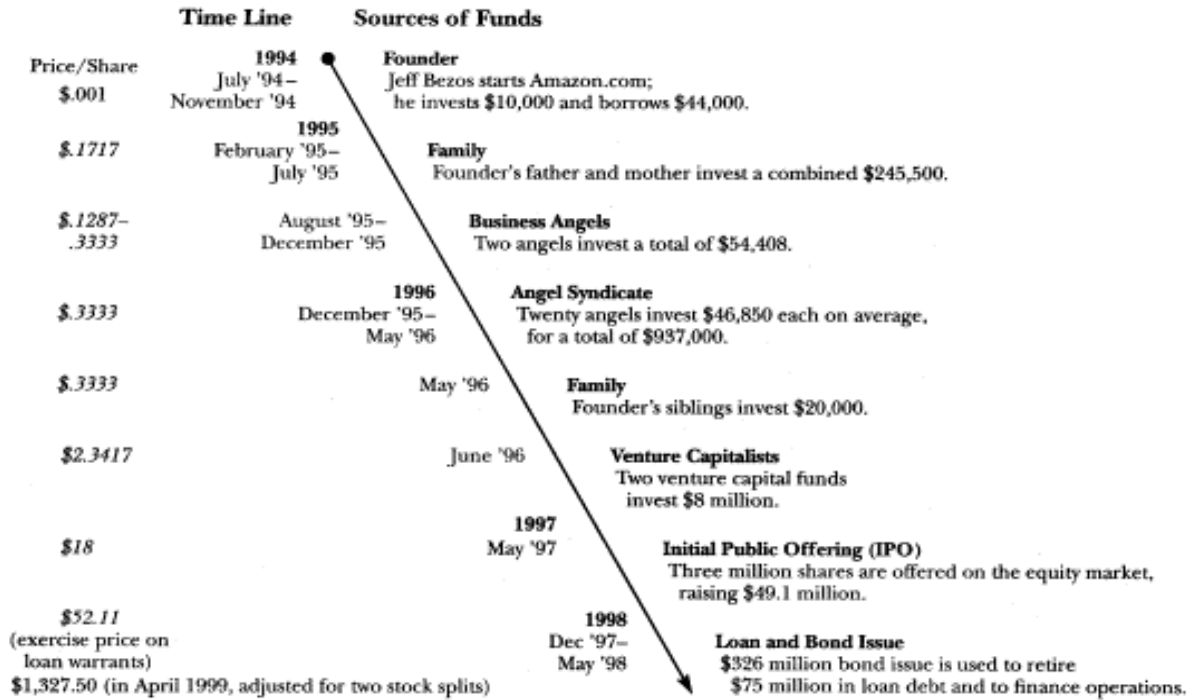 Time Line Sources of Funds
Price/Share
$.001
1994
July '94–
November '94
Founder
Jeff Bezos starts Amazon.com;
he invests $10,000 and borrows $44,000.
$.1717
1995
February '95–
July '95
Family
Founder's father and mother invest a combined $245,500.
$.1287–
.3333
August '95–
December '95
Business Angels
Two angels invest a total of $54,408.
$.3333
1996
December '95–
May '96
Angel Syndicate
Twenty angels invest $46,850 each on average,
for a total of $937,000.
$.3333
May '96
Family
Founder's siblings invest $20,000.
$2.3417
June '96
Venture Capitalists
Two venture capital funds
invest $8 million.
$18
1997
May '97
Initial Public Offering (IPO)
Three million shares are offered on the equity market,
raising $49.1 million.
$52.11
(exercise price on
loan warrants)
$1,327.50 (in April 1999, adjusted for two stock splits)
1998
Dec '97–
May '98
Loan and Bond Issue
$326 million bond issue is used to retire
$75 million in loan debt and to finance operations.